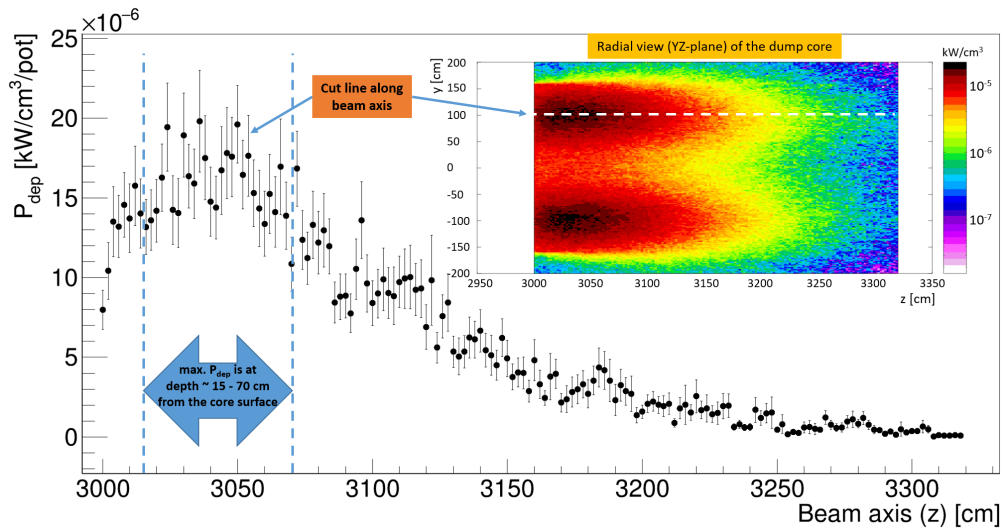 ×10⁻⁶
P_dep [kW/cm³/pot]
25
20
15
10
5
0
3000 3050 3100 3150 3200 3250 3300
Beam axis (z) [cm]
Cut line along
beam axis
max. P_dep is at
depth ~ 15 - 70 cm
from the core surface
Radial view (YZ-plane) of the dump core
kW/cm³
y [cm]
200
150
100
50
0
-50
-100
-150
-200
2950 3000 3050 3100 3150 3200 3250 3300 3350
z [cm]
10⁻⁵
10⁻⁶
10⁻⁷